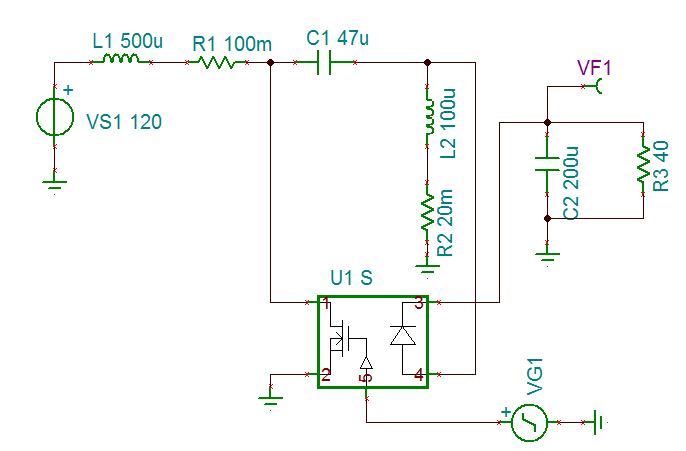 L1 500u
R1 100m
C1 47u
VF1
+
VS1 120
L2 100u
C2 200u
R3 40
R2 20m
U1 S
1
3
2
5
4
VG1
+